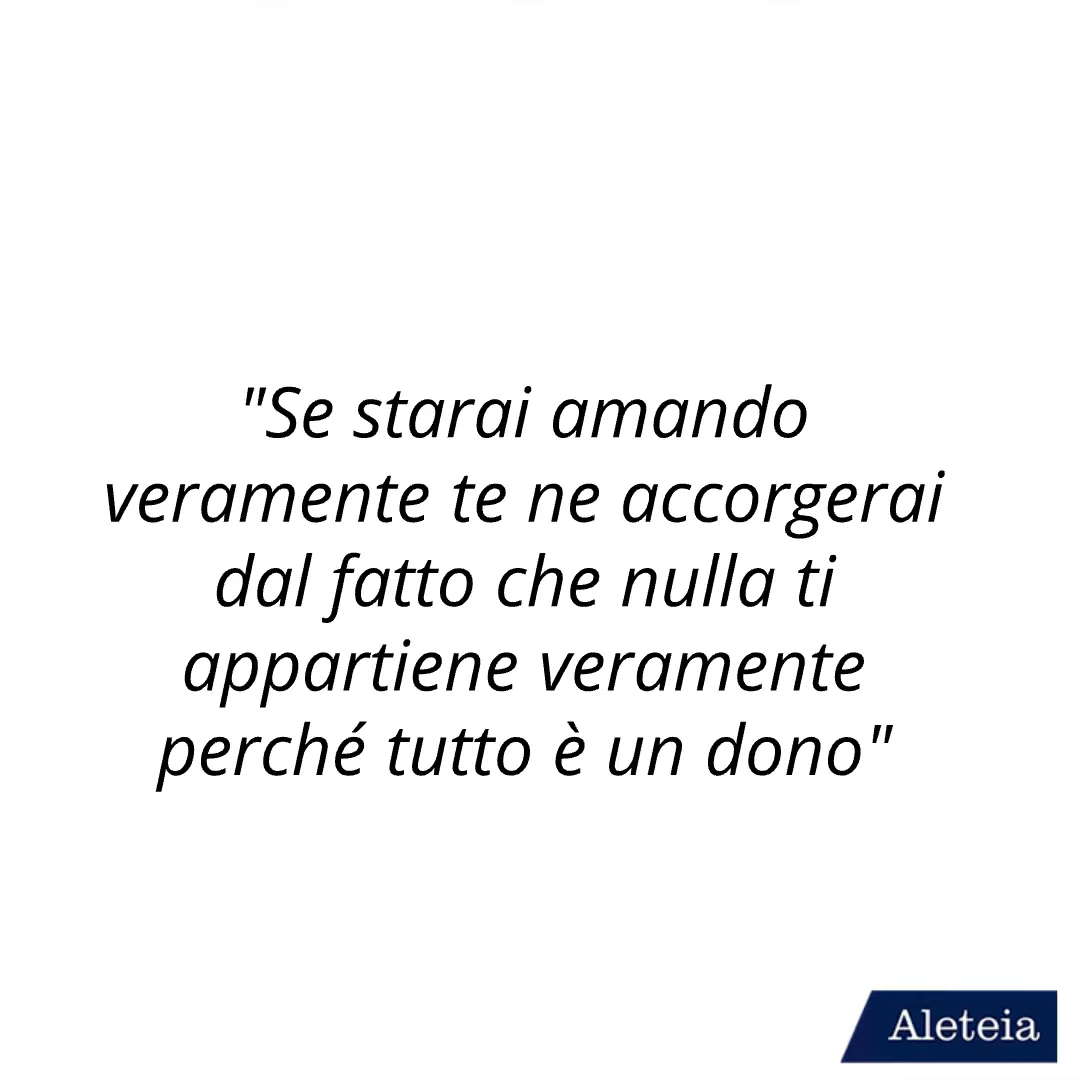 "Se starai amando
veramente te ne accorgerai
dal fatto che nulla ti
appartiene veramente
perché tutto è un dono"
Aleteia